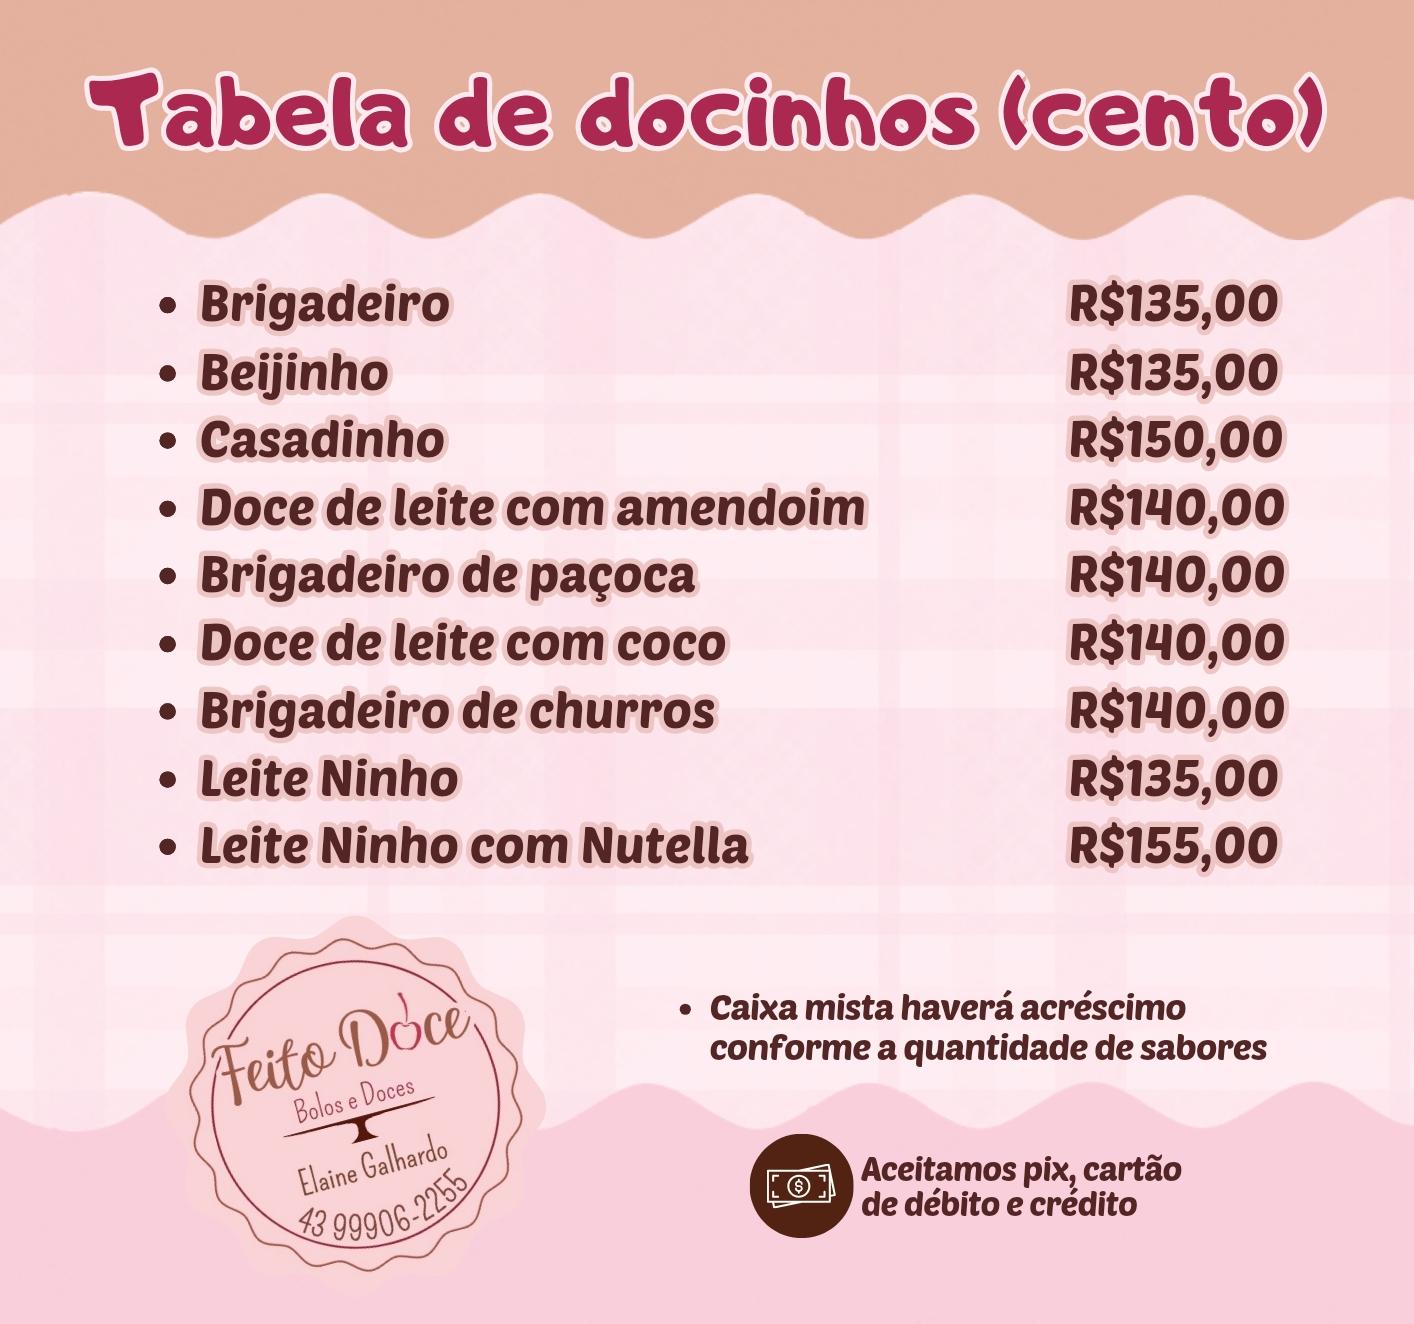 Tabela de docinhos (cento)
• Brigadeiro R$135,00
• Beijinho R$135,00
• Casadinho R$150,00
• Doce de leite com amendoim R$140,00
• Brigadeiro de paçoca R$140,00
• Doce de leite com coco R$140,00
• Brigadeiro de churros R$140,00
• Leite Ninho R$135,00
• Leite Ninho com Nutella R$155,00
• Caixa mista haverá acréscimo
conforme a quantidade de sabores
Feito Doce
Bolos e Doces
Elaine Galhardo
43 99906-2255
Aceitamos pix, cartão
de débito e crédito